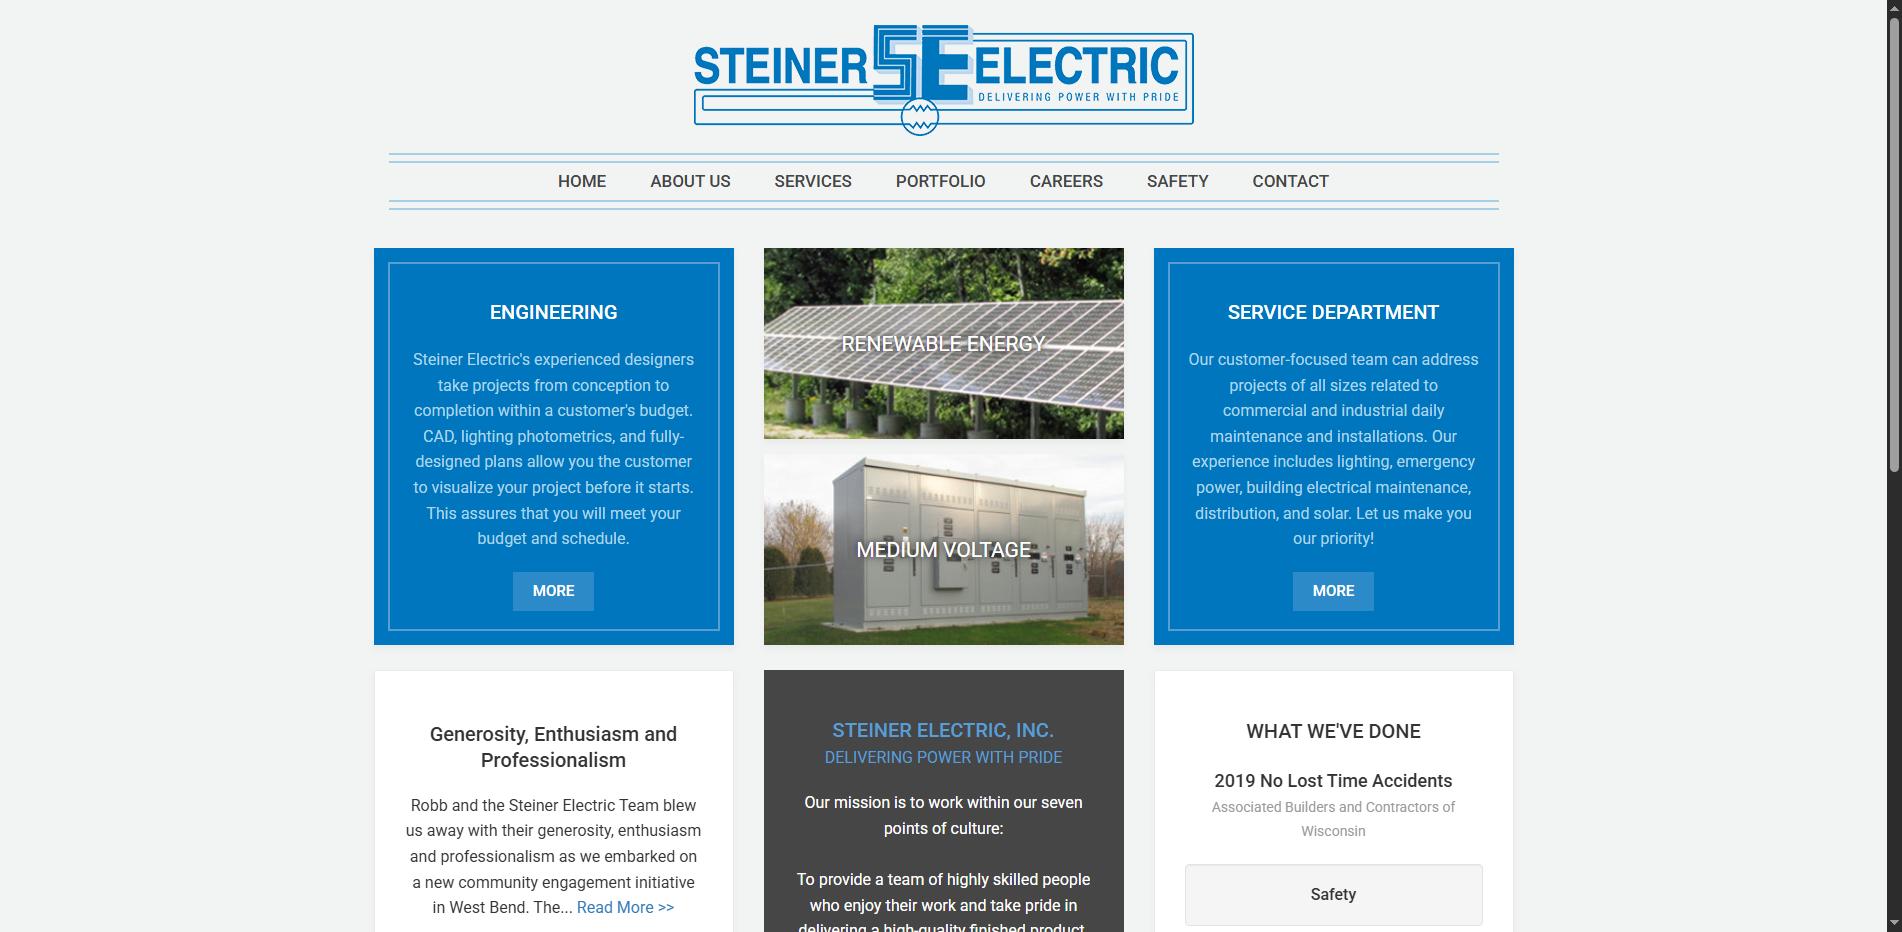 STEINER SE ELECTRIC
DELIVERING POWER WITH PRIDE
HOME ABOUT US SERVICES PORTFOLIO CAREERS SAFETY CONTACT
ENGINEERING
Steiner Electric's experienced designers
take projects from conception to
completion within a customer's budget.
CAD, lighting photometrics, and fully-
designed plans allow you the customer
to visualize your project before it starts.
This assures that you will meet your
budget and schedule.
MORE
RENEWABLE ENERGY
MEDIUM VOLTAGE
SERVICE DEPARTMENT
Our customer-focused team can address
projects of all sizes related to
commercial and industrial daily
maintenance and installations. Our
experience includes lighting, emergency
power, building electrical maintenance,
distribution, and solar. Let us make you
our priority!
MORE
Generosity, Enthusiasm and
Professionalism
Robb and the Steiner Electric Team blew
us away with their generosity, enthusiasm
and professionalism as we embarked on
a new community engagement initiative
in West Bend. The... Read More >>
STEINER ELECTRIC, INC.
DELIVERING POWER WITH PRIDE
Our mission is to work within our seven
points of culture:
To provide a team of highly skilled people
who enjoy their work and take pride in
delivering a high-quality finished product
WHAT WE'VE DONE
2019 No Lost Time Accidents
Associated Builders and Contractors of
Wisconsin
Safety